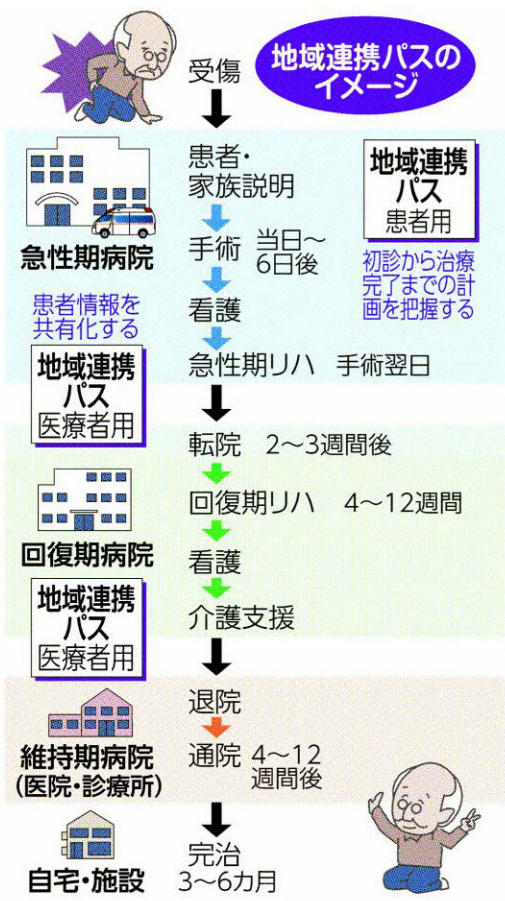 地域連携パスの
イメージ
受傷
患者・
家族説明
地域連携
パス
患者用
初診から治療
完了までの計
画を把握する
急性期病院
手術 当日～
6日後
看護
患者情報を
共有化する
急性期リハ 手術翌日
地域連携
パス
医療者用
転院 2～3週間後
回復期リハ 4～12週間
回復期病院
看護
地域連携
パス
医療者用
介護支援
退院
維持期病院
(医院・診療所)
通院 4～12
週間後
完治
3～6カ月
自宅・施設